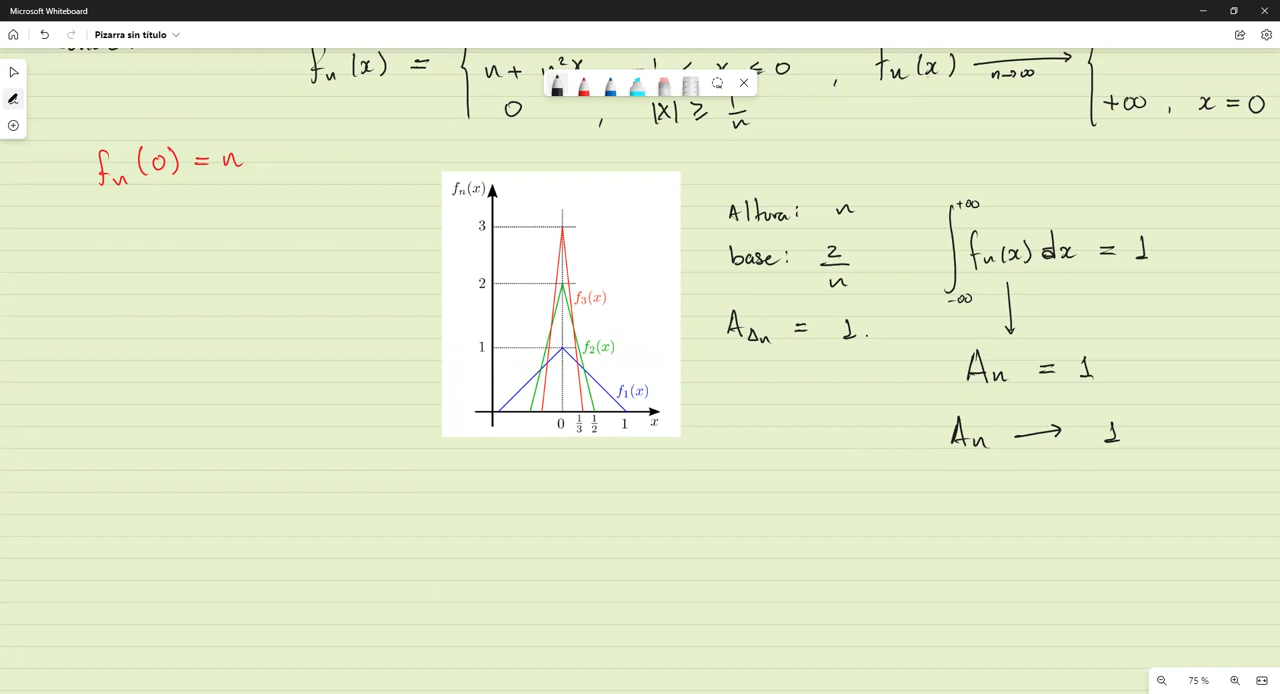 Microsoft Whiteboard
Pizarra sin título
fₙ(x) = { n + n²x
0 , |x| ≥ 1/n
, fₙ(x) ⟶ n→∞ {
+∞ , x = 0
fₙ(0) = n
fₙ(x)
3
2
1
f₃(x)
f₂(x)
f₁(x)
0 1/3 1/2 1 x
Altura: n
base: 2/n
A△ₙ = 1.
∫₋∞⁺∞ fₙ(x) dx = 1
↓
Aₙ = 1
Aₙ ⟶ 1
75 %